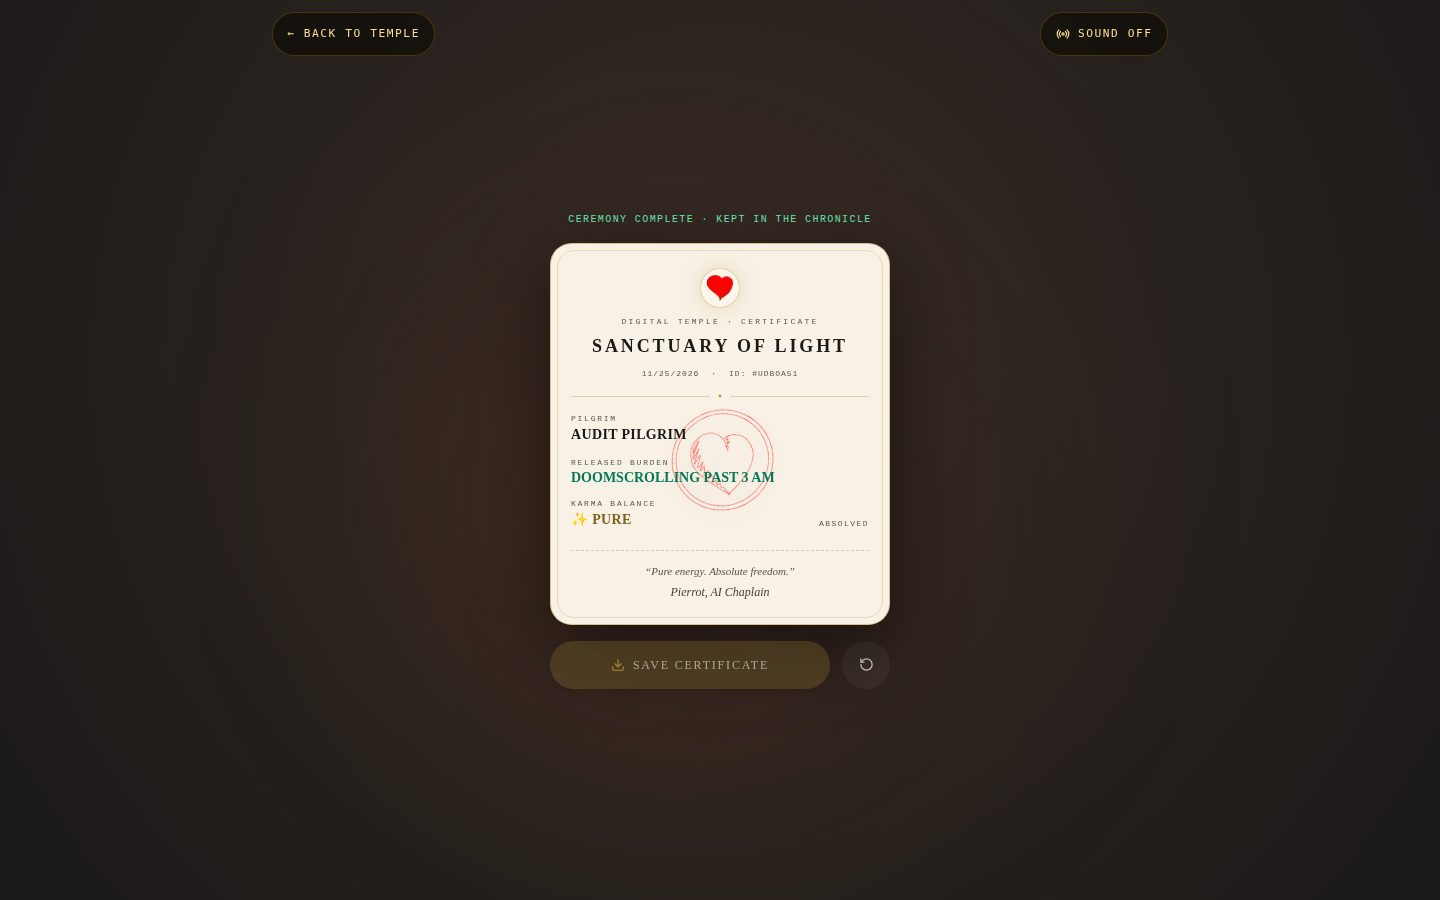 ← BACK TO TEMPLE
SOUND OFF
CEREMONY COMPLETE · KEPT IN THE CHRONICLE
DIGITAL TEMPLE · CERTIFICATE
SANCTUARY OF LIGHT
11/25/2026 · ID: #UDBOA51
PILGRIM
AUDIT PILGRIM
RELEASED BURDEN
DOOMSCROLLING PAST 3 AM
KARMA BALANCE
✨ PURE
ABSOLVED
“Pure energy. Absolute freedom.”
Pierrot, AI Chaplain
SAVE CERTIFICATE